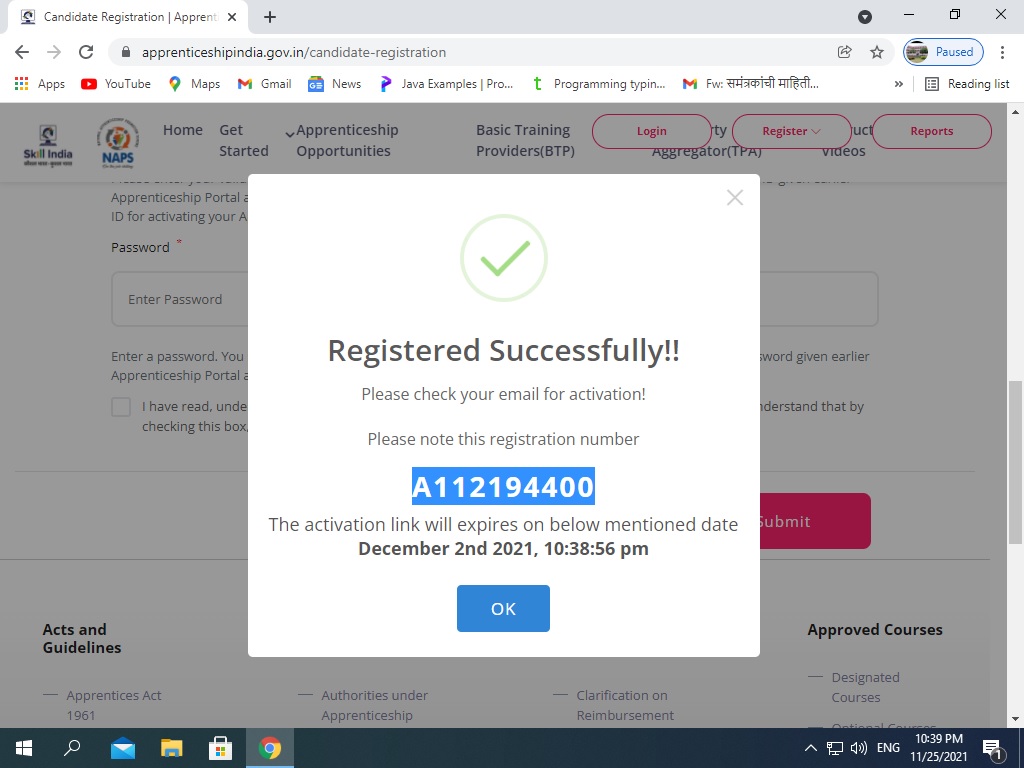 Candidate Registration | Apprent
apprenticeshipindia.gov.in/candidate-registration
Paused
Apps YouTube Maps Gmail News Java Examples | Pro... Programming typin... Fw: समंत्रकांची माहिती... » Reading list
Skill India
NAPS
Home
Get Started
Apprenticeship Opportunities
Basic Training Providers(BTP)
Aggregator(TPA)
Videos
Login
Register
Reports
Apprenticeship Portal a
ID for activating your A
Password *
Enter Password
Enter a password. You
sword given earlier
Apprenticeship Portal a
I have read, unde
nderstand that by
checking this box,
Registered Successfully!!
Please check your email for activation!
Please note this registration number
A112194400
The activation link will expires on below mentioned date
December 2nd 2021, 10:38:56 pm
OK
Submit
Acts and
Guidelines
Approved Courses
Apprentices Act
1961
Authorities under
Apprenticeship
Clarification on
Reimbursement
Designated
Courses
Optional Courses
ENG
10:39 PM
11/25/2021
1